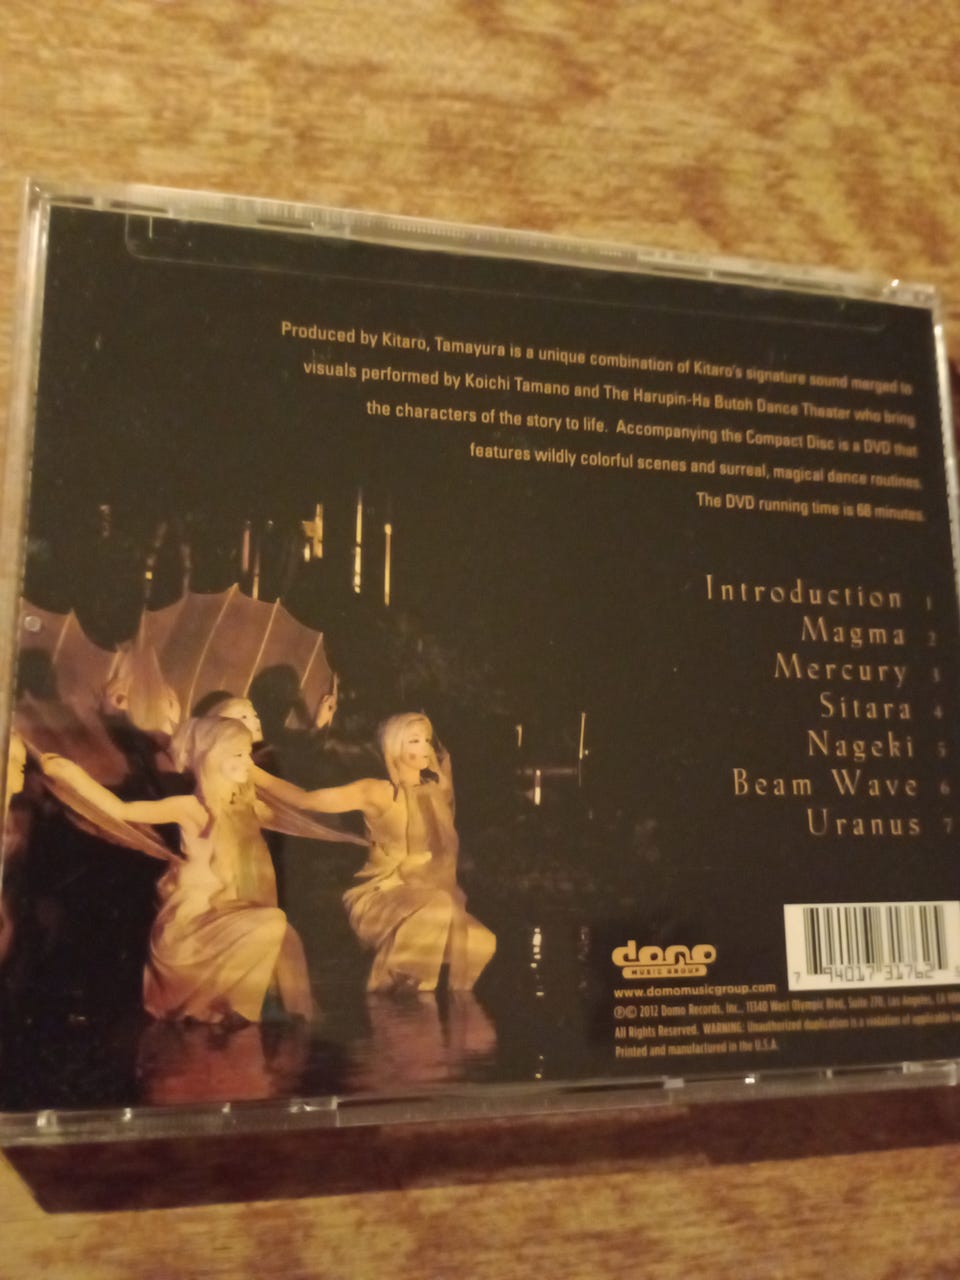 Produced by Kitaro, Tamayura is a unique combination of Kitaro's signature sound merged to
visuals performed by Koichi Tamano and The Harupin-Ha Butoh Dance Theater who bring
the characters of the story to life. Accompanying the Compact Disc is a DVD that
features wildly colorful scenes and surreal, magical dance routines.
The DVD running time is 68 minutes.
Introduction 1
Magma 2
Mercury 3
Sitara 4
Nageki 5
Beam Wave 6
Uranus 7
domo
MUSIC GROUP
7 94017 31762
www.domomusicgroup.com
℗© 2012 Domo Records, Inc., 11340 West Olympic Blvd, Suite 270, Los Angeles, CA
All Rights Reserved. WARNING. Unauthorized duplication is a violation of applicable
Printed and manufactured in the U.S.A.